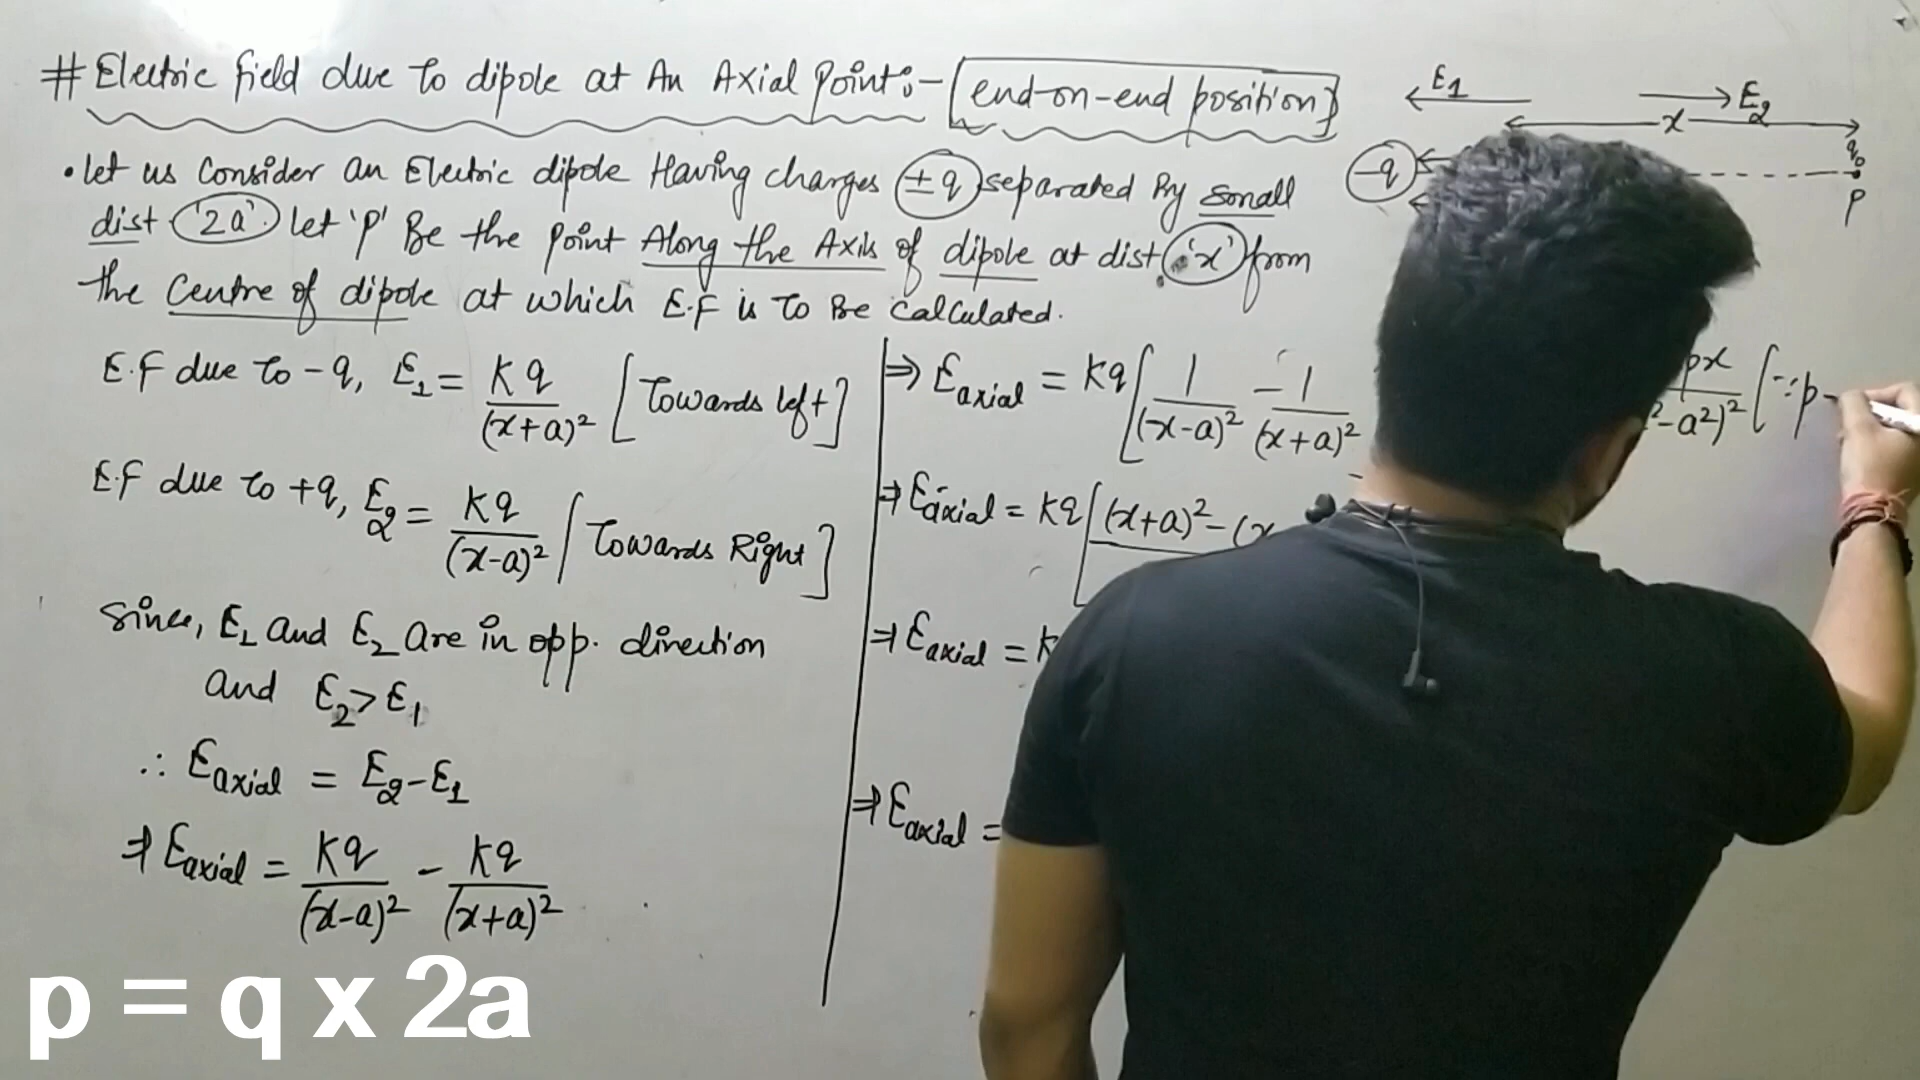 # Electric field due to dipole at An Axial Point:- [end-on-end position]
• let us Consider an Electric dipole Having charges ±q separated By small
dist '2a'. let 'p' Be the point Along the Axis of dipole at dist 'x' from
the Centre of dipole at which E.F is To Be Calculated.
E.F due to -q, E₁ = Kq/(x+a)² [Towards left]
E.F due to +q, E₂ = Kq/(x-a)² [Towards Right]
Since, E₁ and E₂ Are in opp. direction
and E₂>E₁
∴ Eaxial = E₂-E₁
⇒ Eaxial = Kq/(x-a)² - Kq/(x+a)²
⇒ Eaxial = Kq[1/(x-a)² - 1/(x+a)²
⇒ Eaxial = Kq[(x+a)²-(x
⇒ Eaxial = K
⇒ Eaxial =
E₁
E₂
x
-q
q₀
p
px/²-a²)² [∵p
p = q x 2a